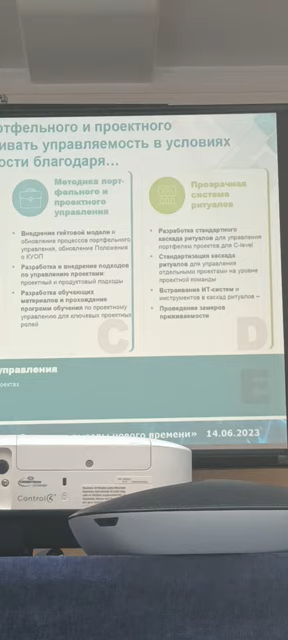 ртфельного и проектного
ивать управляемость в условиях
ости благодаря...
Методика порт-
фельного и
проектного
управления
Внедрение гейтовой модели и
обновление процессов портфельного
управления, обновление Положения
о КУОП
Разработка и внедрение подходов
по управлению проектами:
проектный и продуктовый подходы
Разработка обучающих
материалов и прохождение
программ обучения по проектному
управлению для ключевых проектных
ролей
C
Прозрачная
система
ритуалов
Разработка стандартного
каскада ритуалов для управления
портфелем проектов для C-level
Стандартизация каскада
ритуалов для управления
отдельными проектами на уровне
проектной команды
Встраивание ИТ-систем и
инструментов в каскад ритуалов –
Проведение замеров
приживаемости
D
управления
E
нового времени» 14.06.2023
Control4